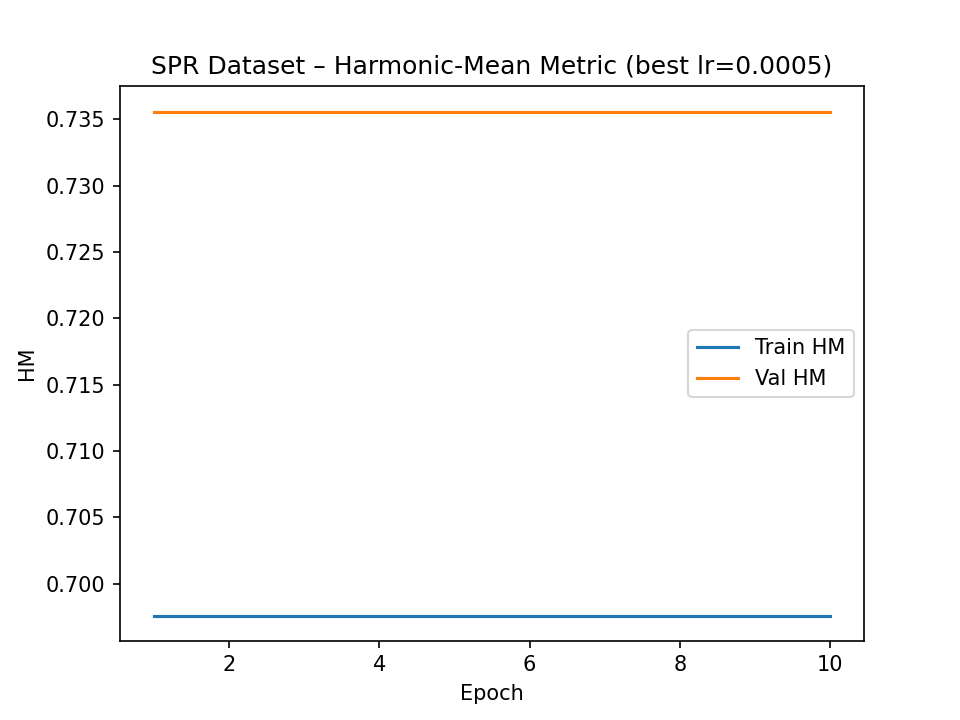 SPR Dataset – Harmonic-Mean Metric (best lr=0.0005)
HM
0.735
0.730
0.725
0.720
0.715
0.710
0.705
0.700
Train HM
Val HM
2 4 6 8 10
Epoch